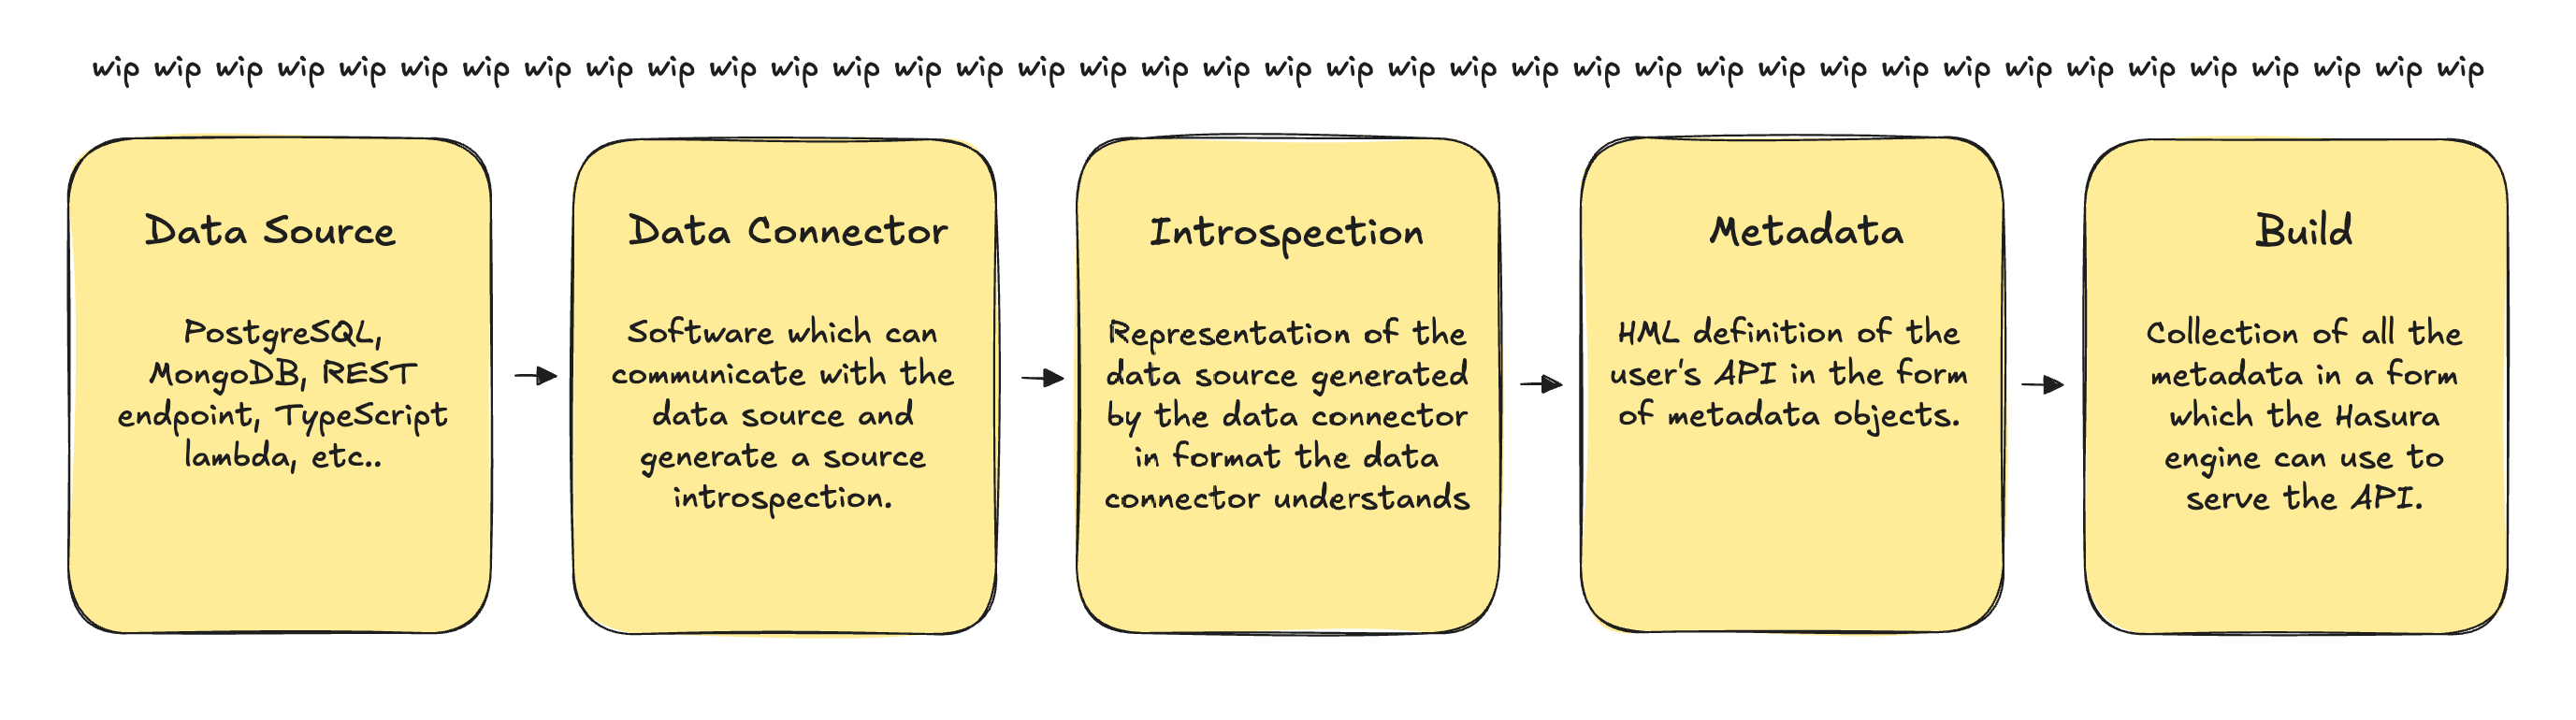 wip wip wip wip wip wip wip wip wip wip wip wip wip wip wip wip wip wip wip wip wip wip wip wip wip wip wip wip wip wip wip wip wip wip wip wip wip wip wip
Data Source
PostgreSQL,
MongoDB, REST
endpoint, TypeScript
lambda, etc..
Data Connector
Software which can
communicate with the
data source and
generate a source
introspection.
Introspection
Representation of the
data source generated
by the data connector
in format the data
connector understands
Metadata
HML definition of the
user's API in the form
of metadata objects.
Build
Collection of all the
metadata in a form
which the Hasura
engine can use to
serve the API.